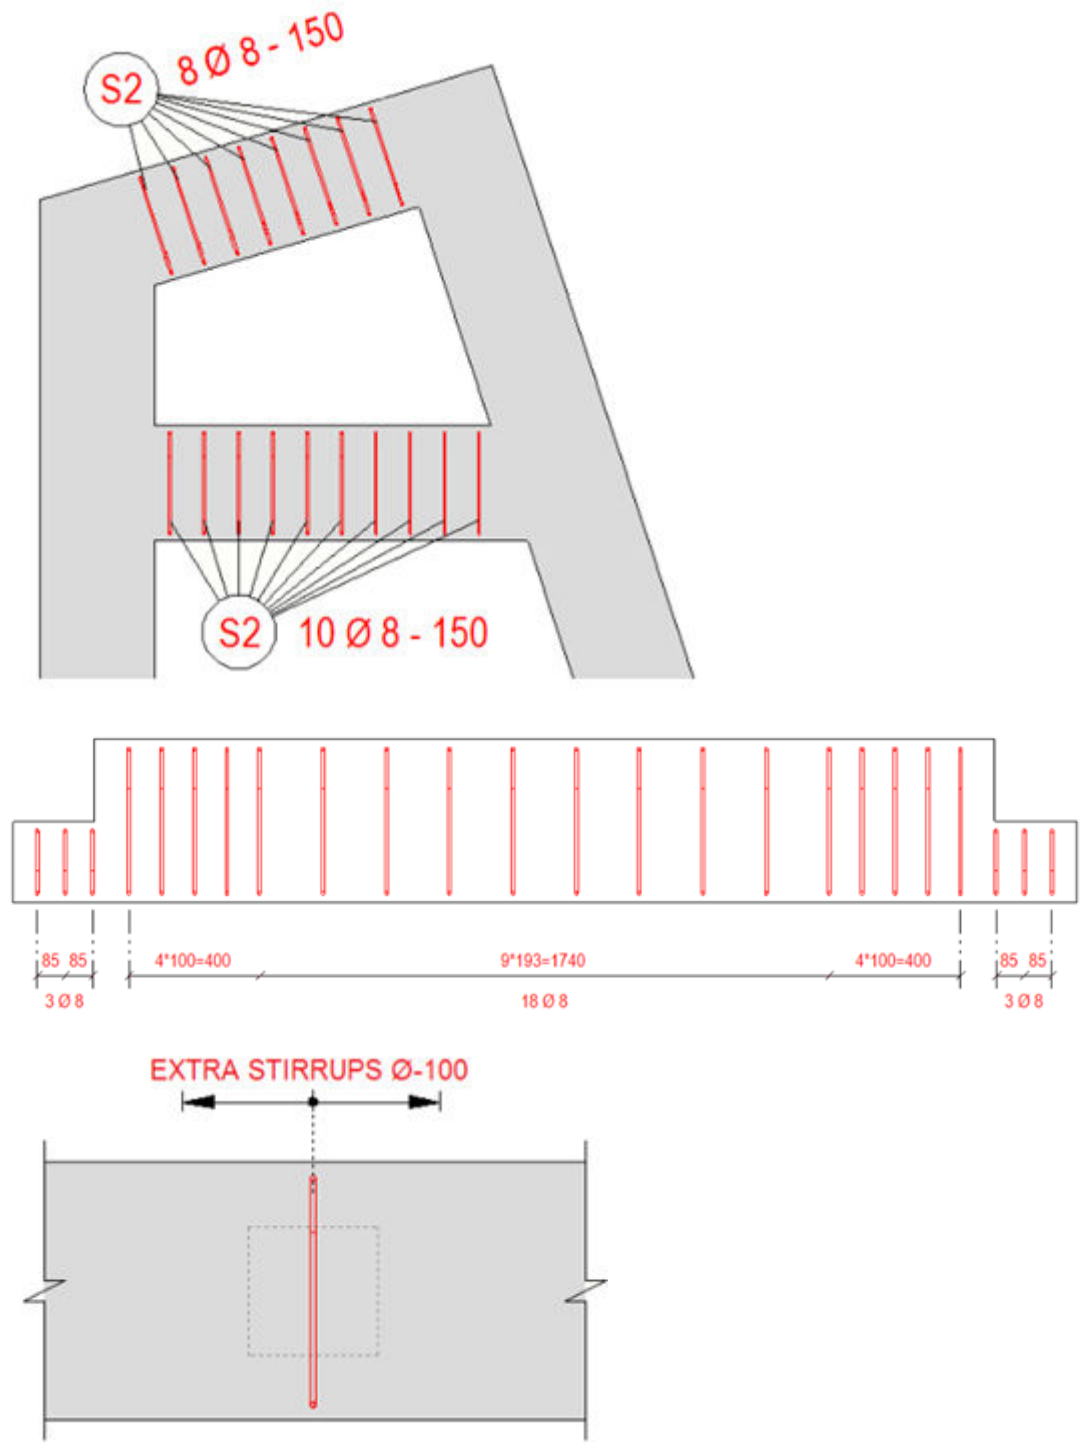 8 Ø 8 - 150
S2
S2
10 Ø 8 - 150
85 85 4*100=400 9*193=1740 4*100=400 85 85
3 Ø 8 18 Ø 8 3 Ø 8
EXTRA STIRRUPS Ø-100